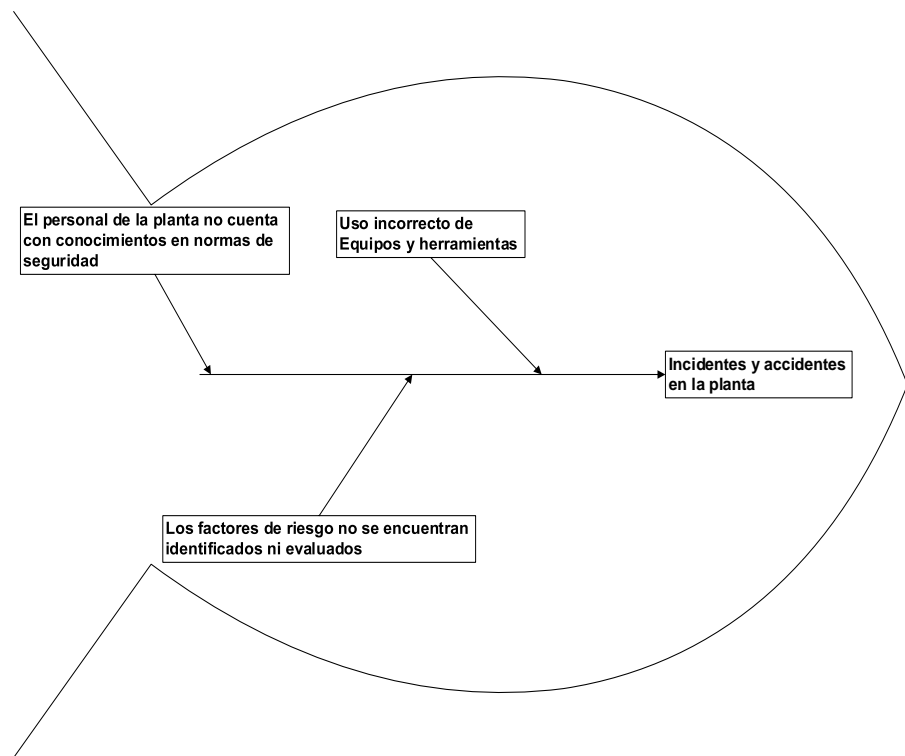 El personal de la planta no cuenta
con conocimientos en normas de
seguridad
Uso incorrecto de
Equipos y herramientas
Incidentes y accidentes
en la planta
Los factores de riesgo no se encuentran
identificados ni evaluados